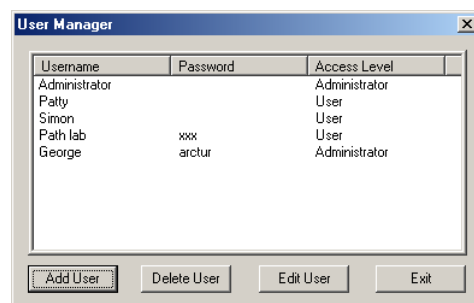 User Manager
Username Password Access Level
Administrator Administrator
Patty User
Simon User
Path lab xxx User
George arctur Administrator
Add User Delete User Edit User Exit